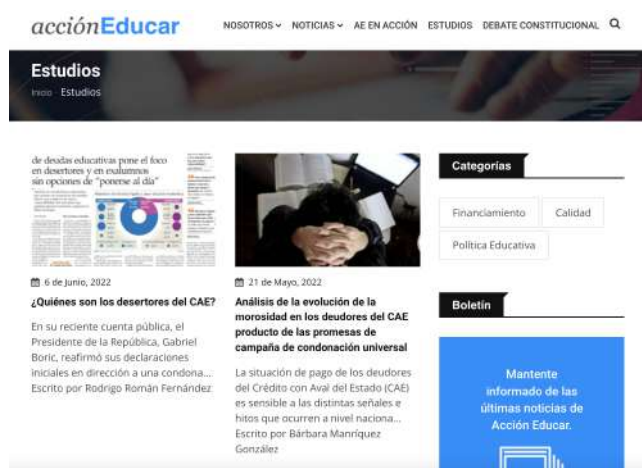 acciónEducar
NOSOTROS NOTICIAS AE EN ACCIÓN ESTUDIOS DEBATE CONSTITUCIONAL
Estudios
Inicio - Estudios
de deudas educativas pone el foco
en desertores y en exalumnos
sin opciones de "ponerse al día"
6 de Junio, 2022
¿Quiénes son los desertores del CAE?
En su reciente cuenta pública, el
Presidente de la República, Gabriel
Boric, reafirmó sus declaraciones
iniciales en dirección a una condona...
Escrito por Rodrigo Román Fernández
21 de Mayo, 2022
Análisis de la evolución de la
morosidad en los deudores del CAE
producto de las promesas de
campaña de condonación universal
La situación de pago de los deudores
del Crédito con Aval del Estado (CAE)
es sensible a las distintas señales e
hitos que ocurren a nivel naciona...
Escrito por Bárbara Manríquez
González
Categorías
Financiamiento Calidad
Política Educativa
Boletín
Mantente
informado de las
últimas noticias de
Acción Educar.